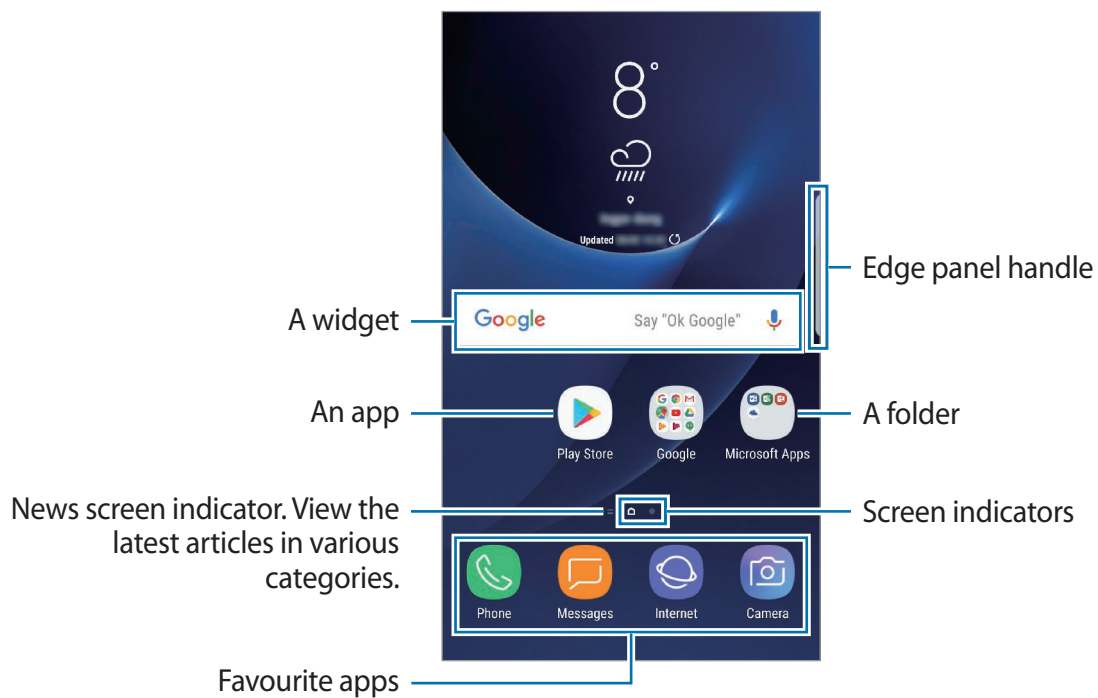 8°
Updated
Edge panel handle
A widget
Google Say "Ok Google"
An app
A folder
Play Store Google Microsoft Apps
News screen indicator. View the
latest articles in various
categories.
Screen indicators
Phone Messages Internet Camera
Favourite apps